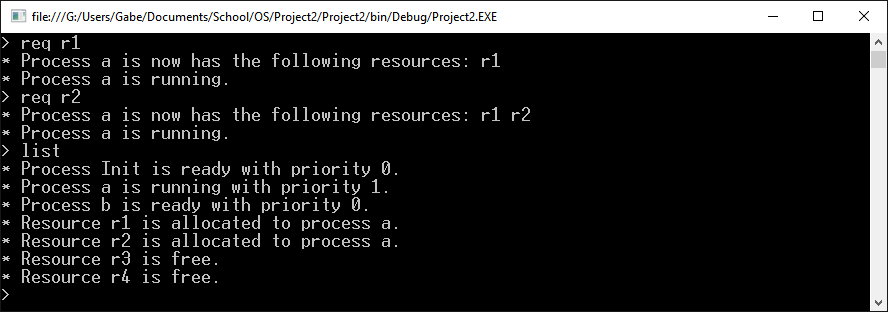 file:///G:/Users/Gabe/Documents/School/OS/Project2/Project2/bin/Debug/Project2.EXE
> req r1
* Process a is now has the following resources: r1
* Process a is running.
> req r2
* Process a is now has the following resources: r1 r2
* Process a is running.
> list
* Process Init is ready with priority 0.
* Process a is running with priority 1.
* Process b is ready with priority 0.
* Resource r1 is allocated to process a.
* Resource r2 is allocated to process a.
* Resource r3 is free.
* Resource r4 is free.
>